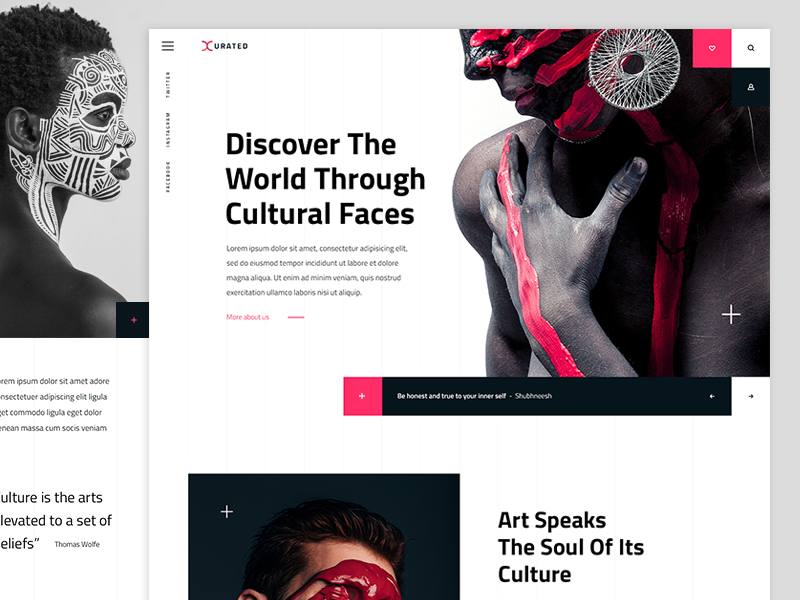 URATED
TWITTER
INSTAGRAM
FACEBOOK
Discover The
World Through
Cultural Faces
Lorem ipsum dolor sit amet, consectetur adipisicing elit,
sed do eiusmod tempor incididunt ut labore et dolore
magna aliqua. Ut enim ad minim veniam, quis nostrud
exercitation ullamco laboris nisi ut aliquip.
More about us
Be honest and true to your inner self - Shubhneesh
Art Speaks
The Soul Of Its
Culture
orem ipsum dolor sit amet adore
onsectetuer adipiscing elit ligula
get commodo ligula eget dolor
enean massa cum socis veniam
ulture is the arts
levated to a set of
eliefs” Thomas Wolfe